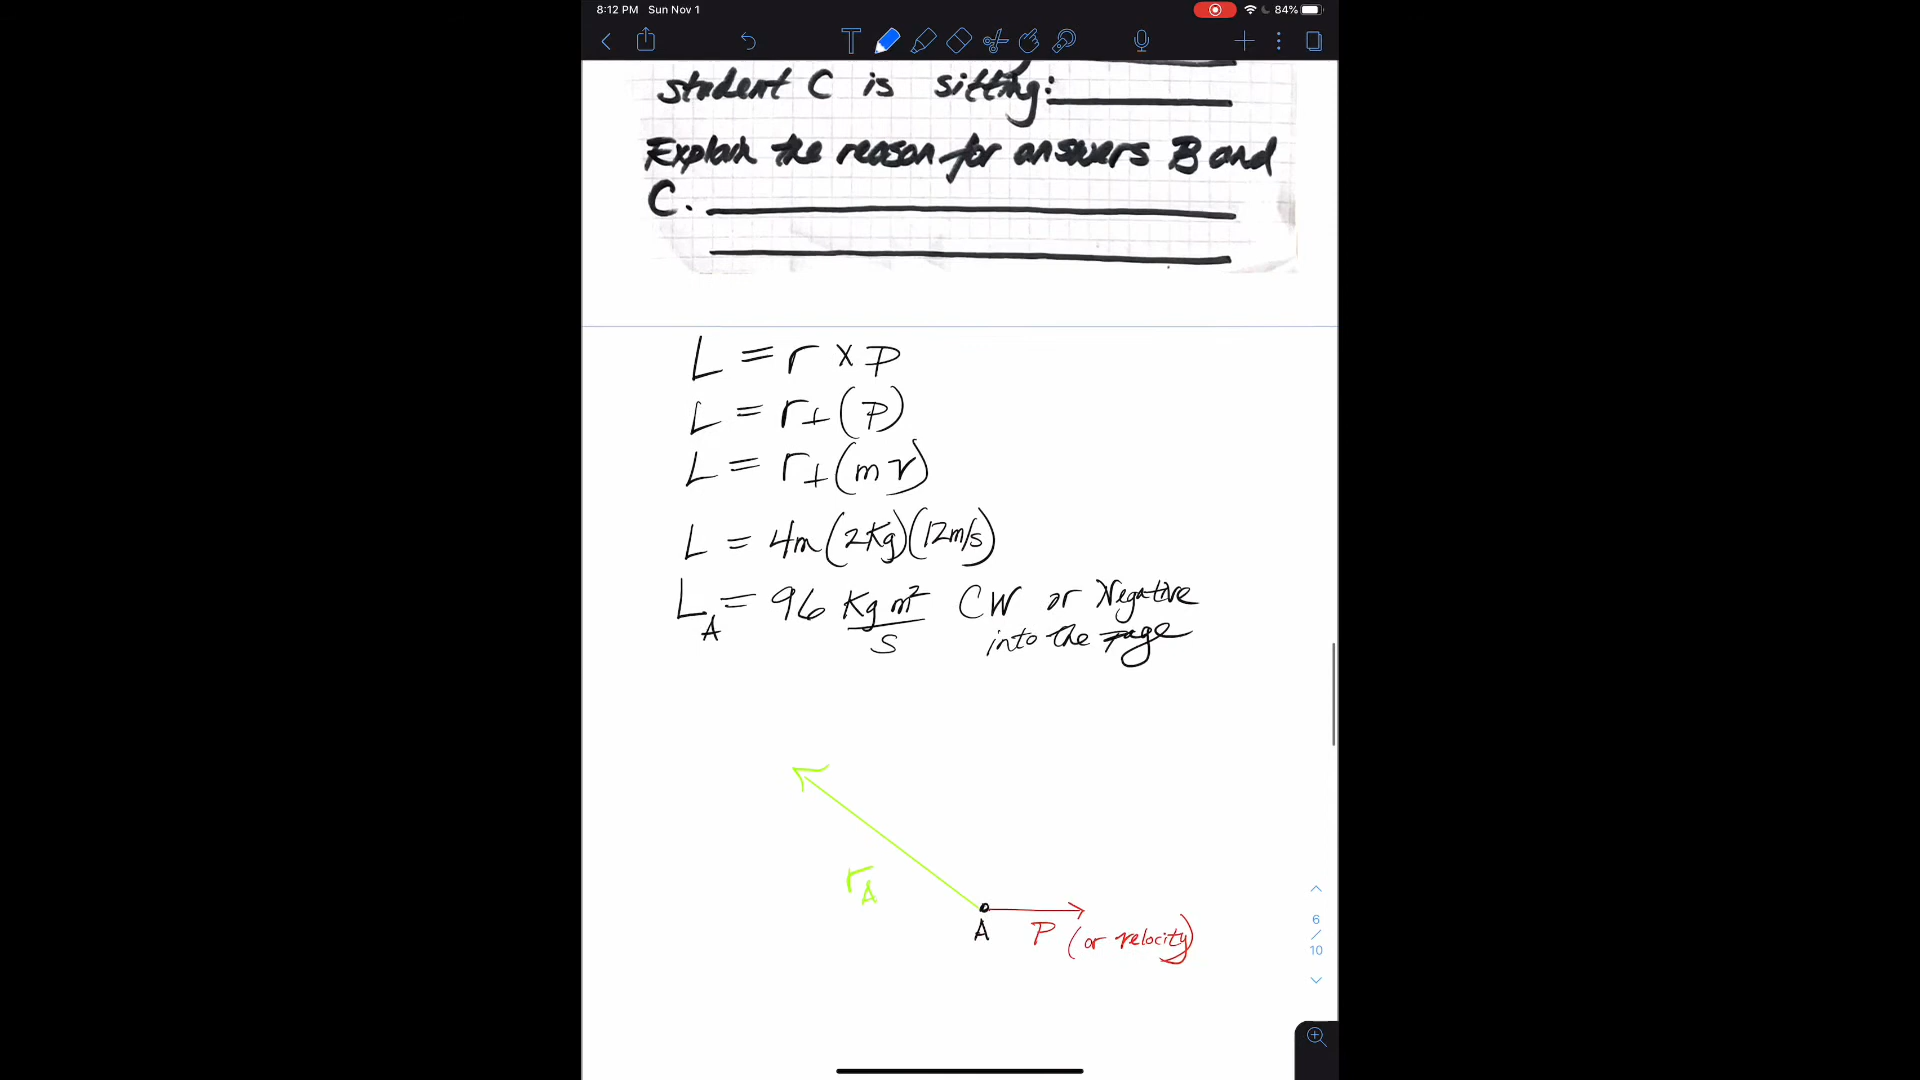 8:12 PM Sun Nov 1
84%
student C is sitting:
Explain the reason for answers B and
C.
L = r x P
L = r⊥(P)
L = r⊥(mv)
L = 4m(2Kg)(12m/s)
L_A = 96 Kg m²/s CW or Negative
into the Page
r_A
A
P (or velocity)
6
/
10